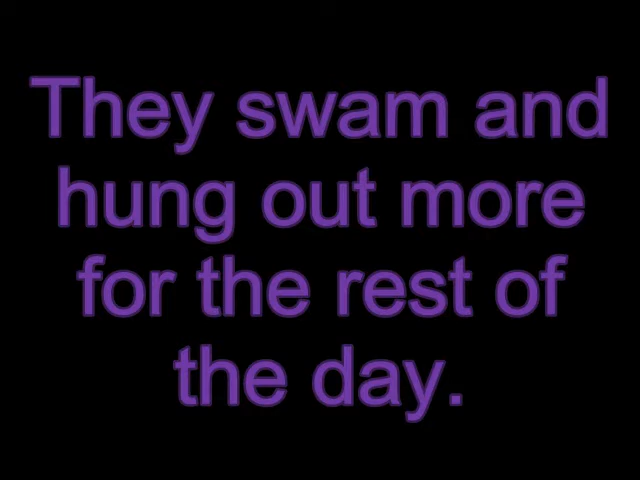 They swam and
hung out more
for the rest of
the day.